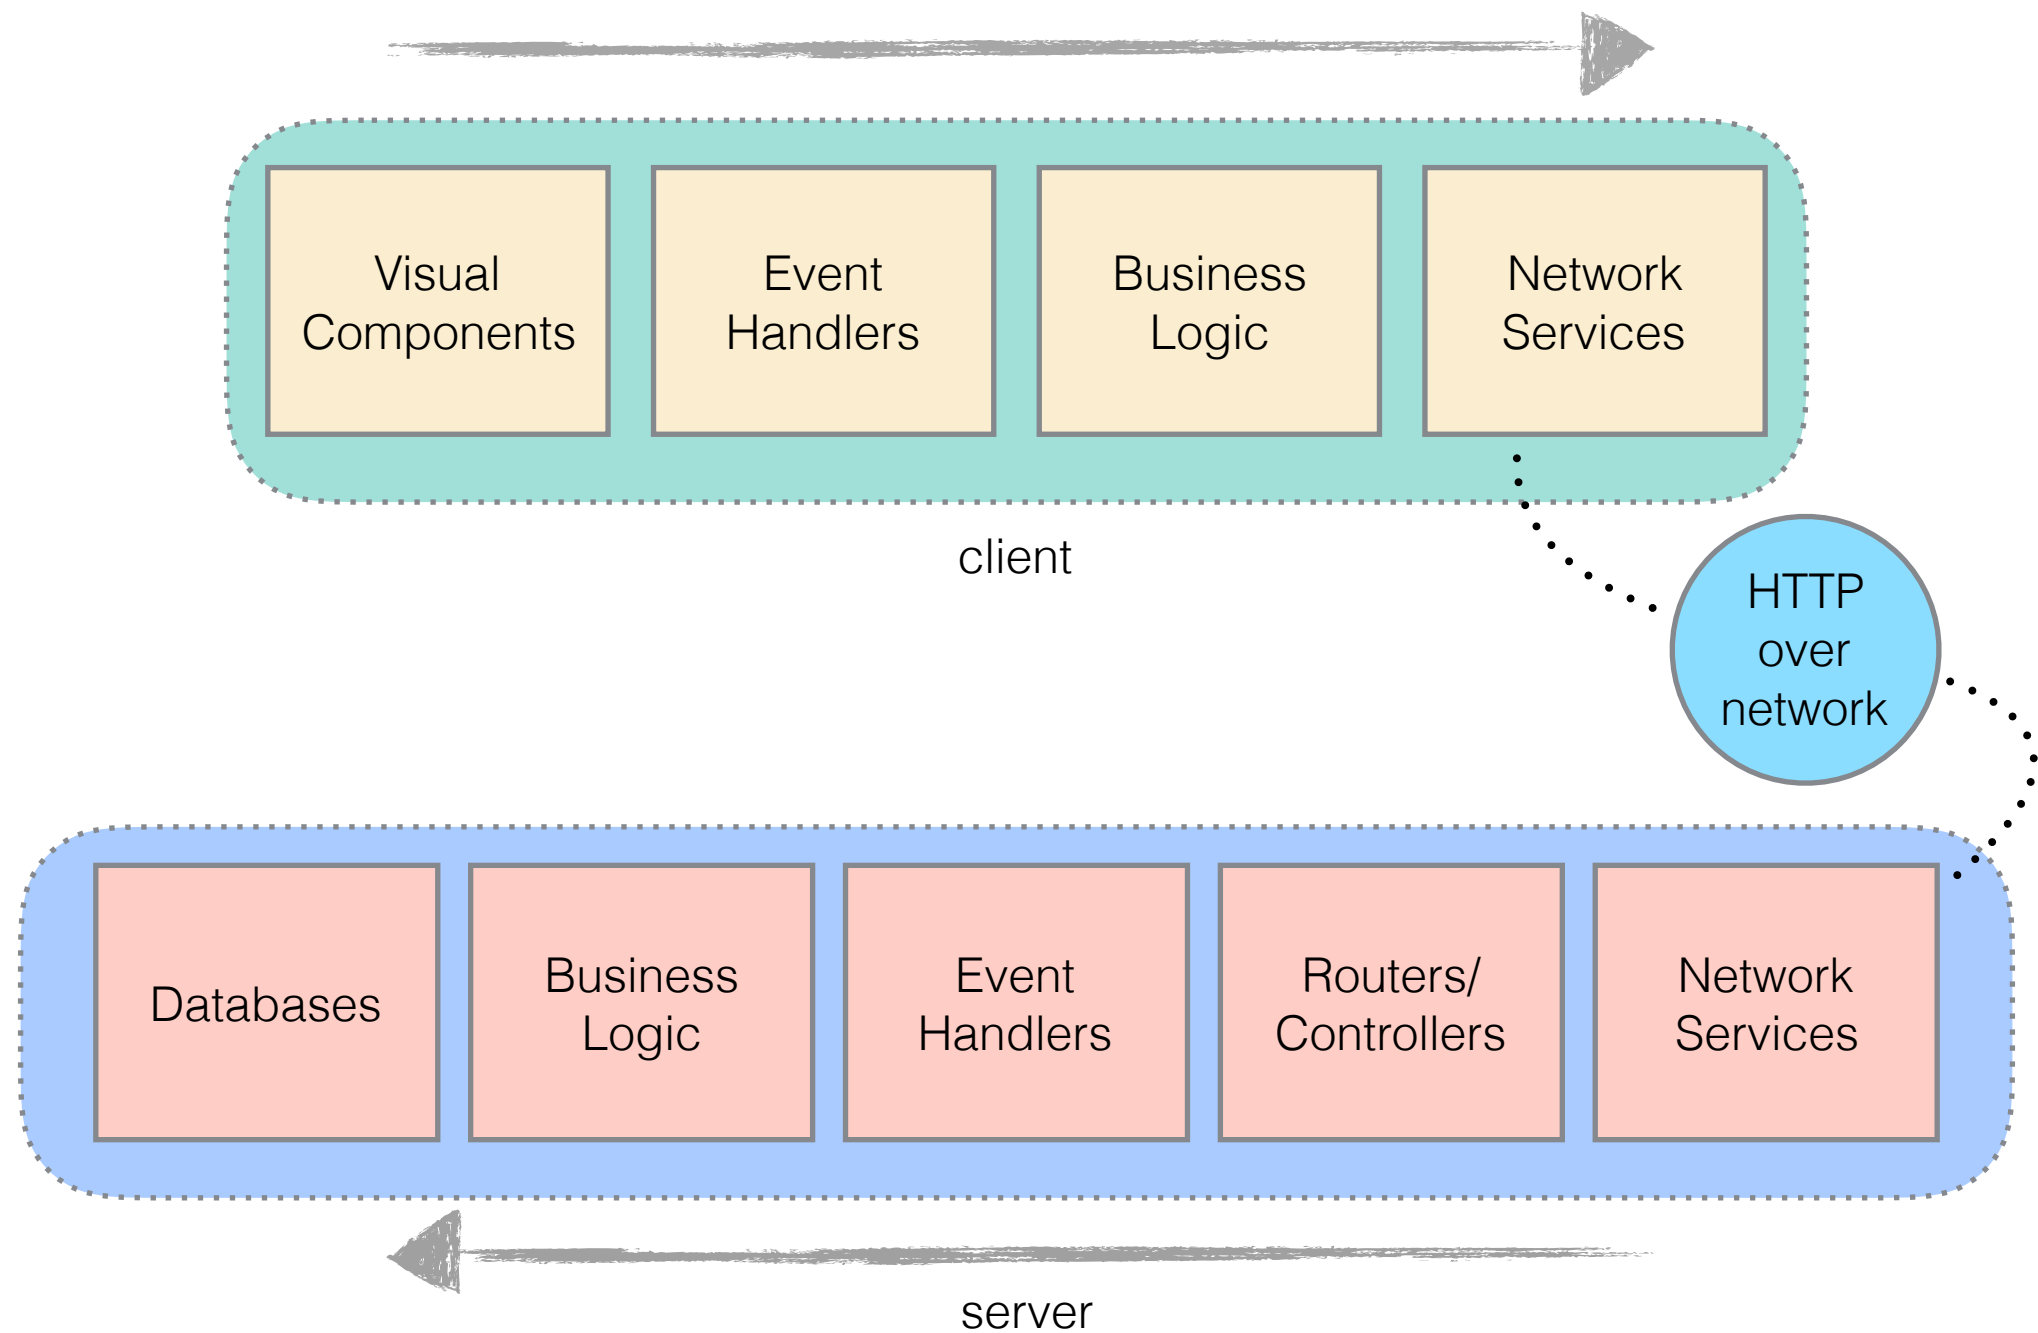 Visual
Components
Event
Handlers
Business
Logic
Network
Services
client
HTTP
over
network
Databases
Business
Logic
Event
Handlers
Routers/
Controllers
Network
Services
server